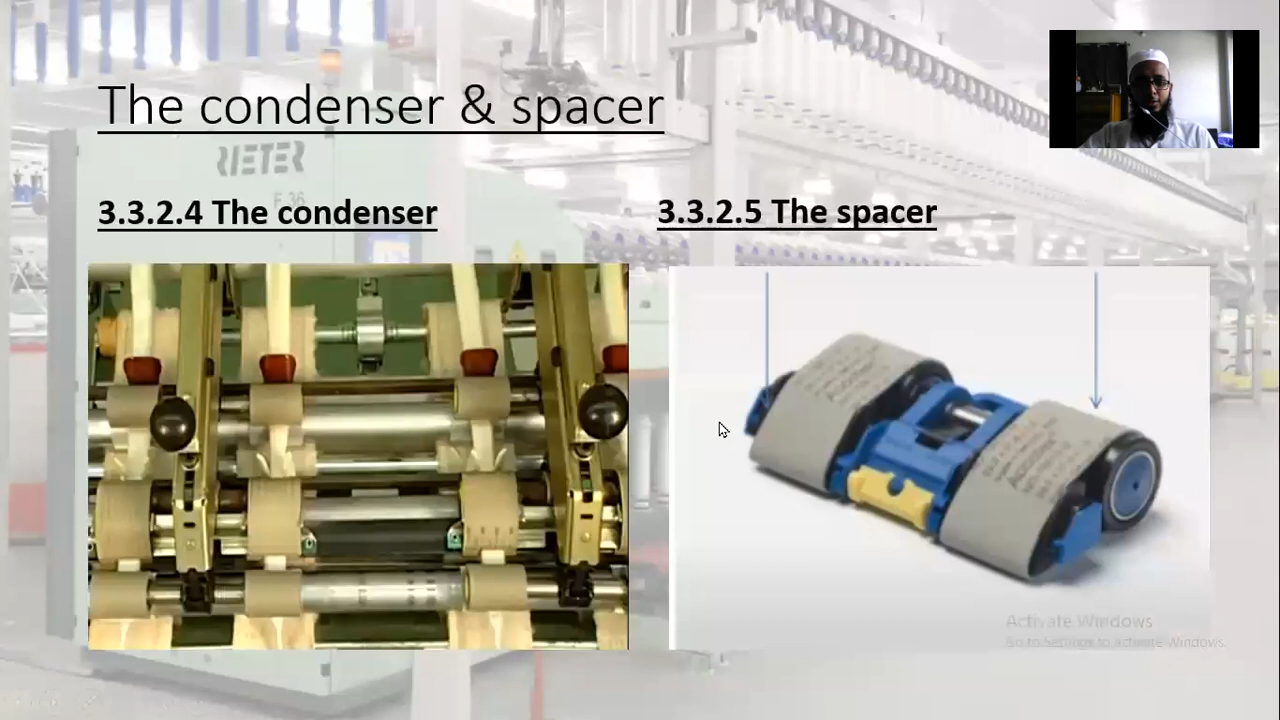 The condenser & spacer
RIETER
F 36
3.3.2.4 The condenser
3.3.2.5 The spacer
Activate Windows
Go to Settings to activate Windows.